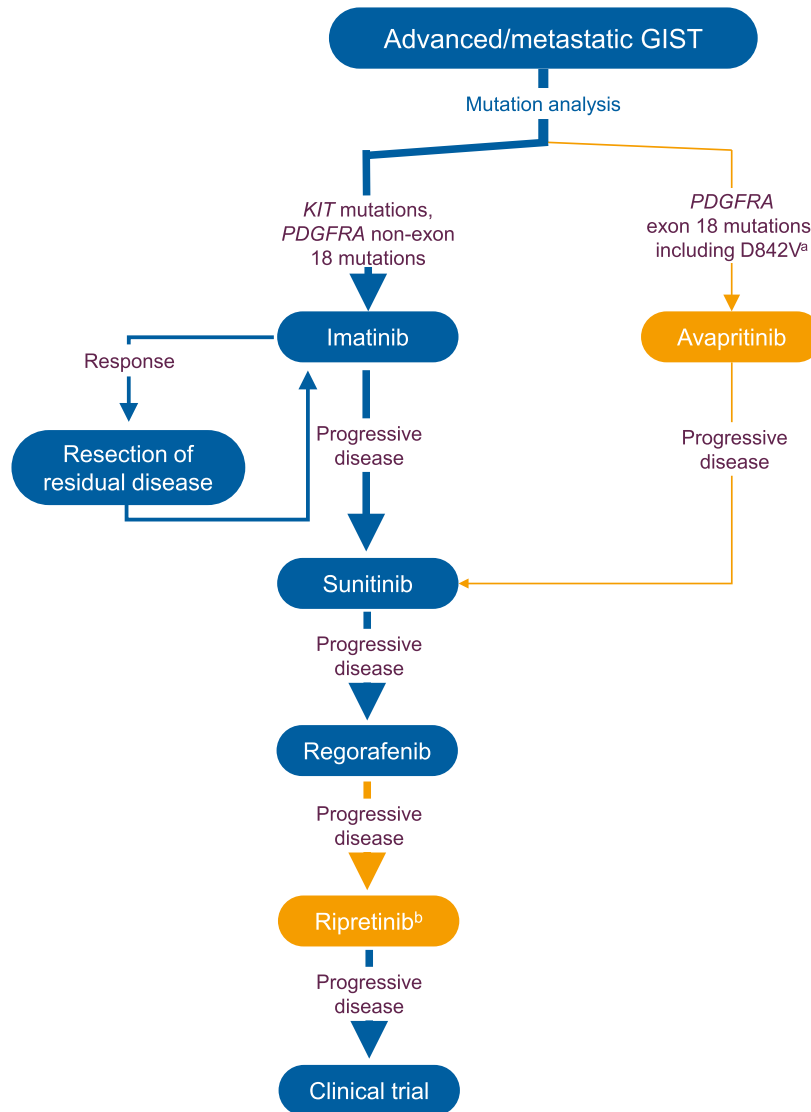 Advanced/metastatic GIST
Mutation analysis
KIT mutations,
PDGFRA non-exon
18 mutations
PDGFRA
exon 18 mutations
including D842Vᵃ
Imatinib
Avapritinib
Response
Resection of
residual disease
Progressive
disease
Progressive
disease
Sunitinib
Progressive
disease
Regorafenib
Progressive
disease
Ripretinibᵇ
Progressive
disease
Clinical trial